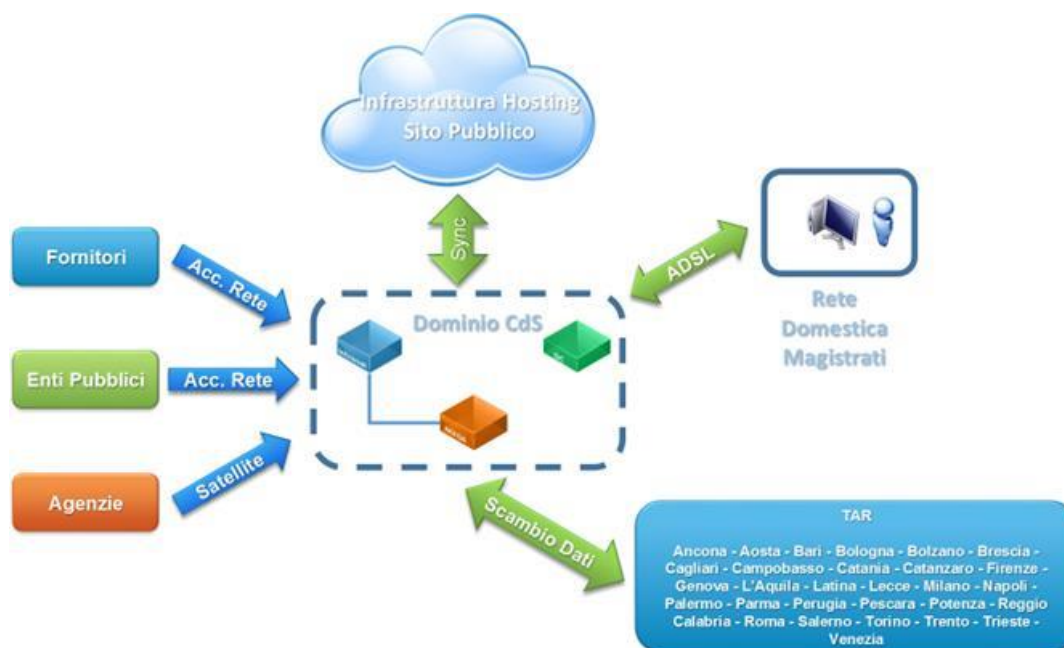 Infrastruttura Hosting
Sito Pubblico
Sync
Fornitori
Acc. Rete
ADSL
Rete
Domestica
Magistrati
Dominio CdS
Enti Pubblici
Acc. Rete
Agenzie
Satellite
Scambio Dati
TAR
Ancona - Aosta - Bari - Bologna - Bolzano - Brescia -
Cagliari - Campobasso - Catania - Catanzaro - Firenze -
Genova - L'Aquila - Latina - Lecce - Milano - Napoli -
Palermo - Parma - Perugia - Pescara - Potenza - Reggio
Calabria - Roma - Salerno - Torino - Trento - Trieste -
Venezia